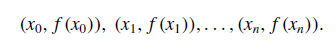 (x₀, f(x₀)), (x₁, f(x₁)), . . . , (xₙ, f(xₙ)).